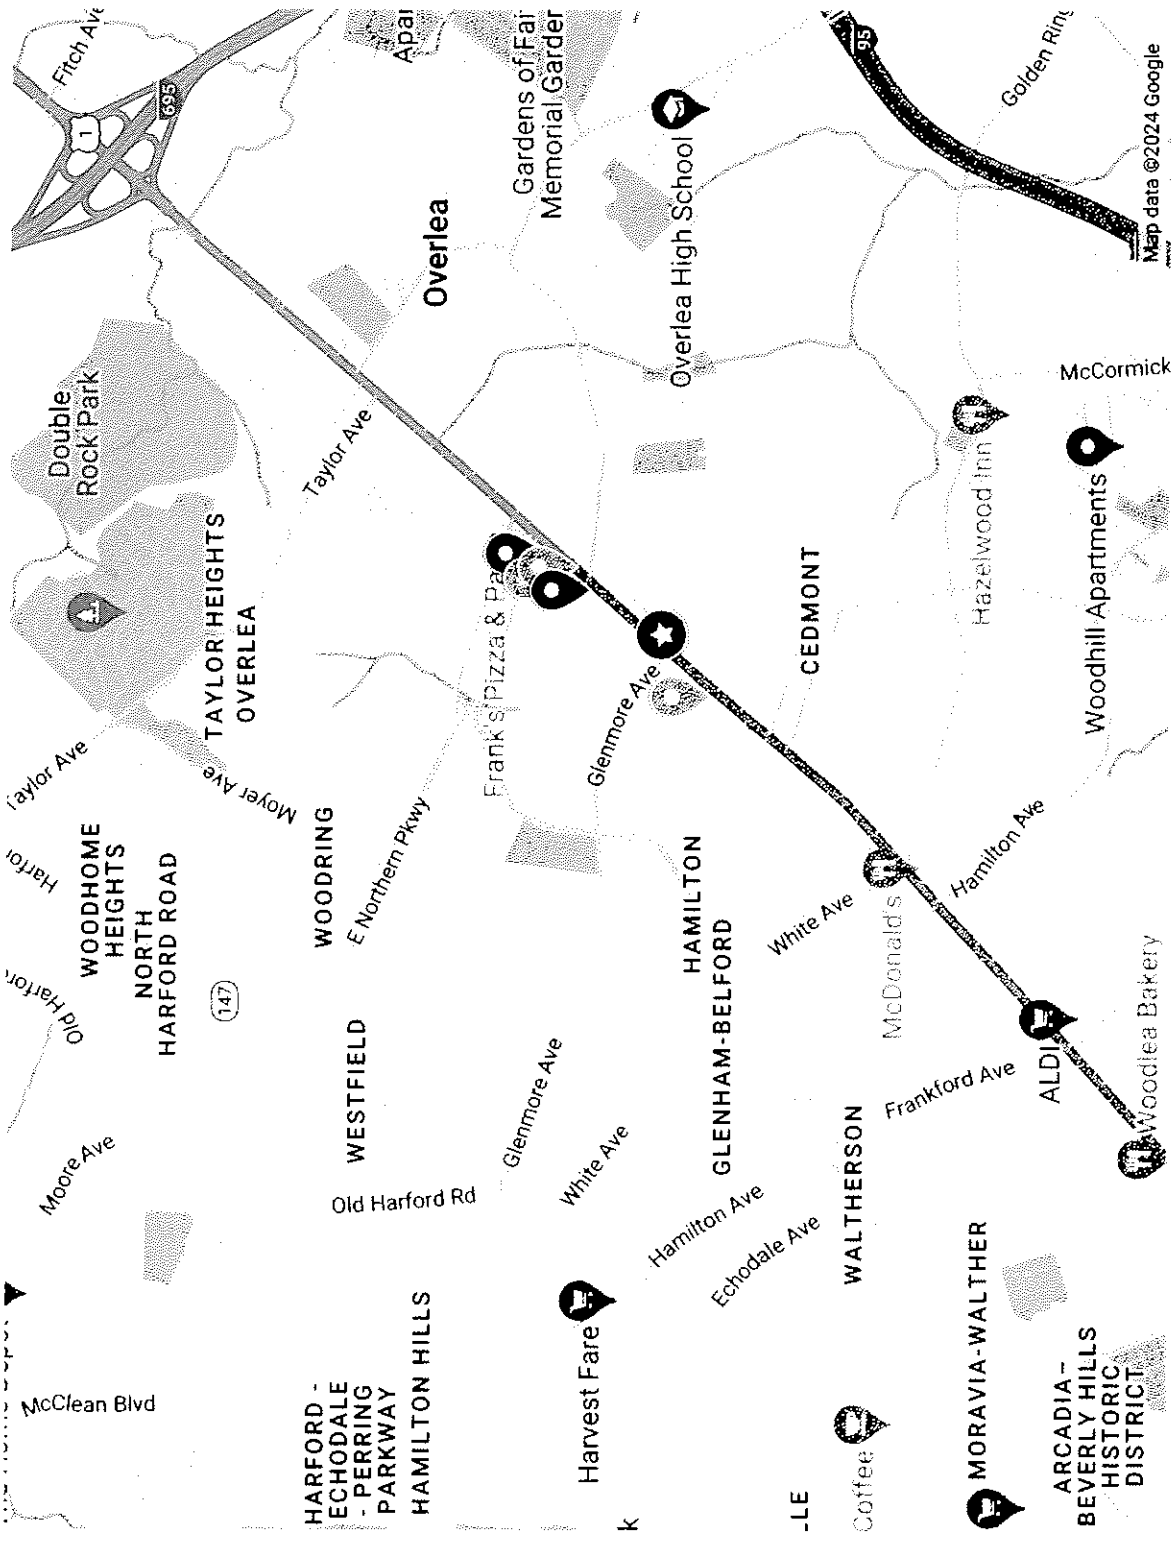 Fitch Ave
1
695
Apar
Gardens of Fai
Memorial Garden
95
Golden Ring
Map data ©2024 Google
Overlea
Overlea High School
Double
Rock Park
Taylor Ave
McCormick
Hazelwood Inn
Woodhill Apartments
TAYLOR HEIGHTS
OVERLEA
Frank's Pizza & Pa
CEDMONT
Glenmore Ave
Taylor Ave
Moyer Ave
Harfor
WOODHOME
HEIGHTS
NORTH
HARFORD ROAD
WOODRING
E Northern Pkwy
HAMILTON
GLENHAM-BELFORD
White Ave
McDonald's
Hamilton Ave
Old Harfor
147
WESTFIELD
Glenmore Ave
Frankford Ave
ALDI
Woodlea Bakery
Moore Ave
Old Harford Rd
White Ave
Hamilton Ave
Echodale Ave
WALTHERSON
McClean Blvd
HARFORD -
ECHODALE
- PERRING
PARKWAY
HAMILTON HILLS
Harvest Fare
k
LLE
Coffee
MORAVIA-WALTHER
ARCADIA–
BEVERLY HILLS
HISTORIC
DISTRICT